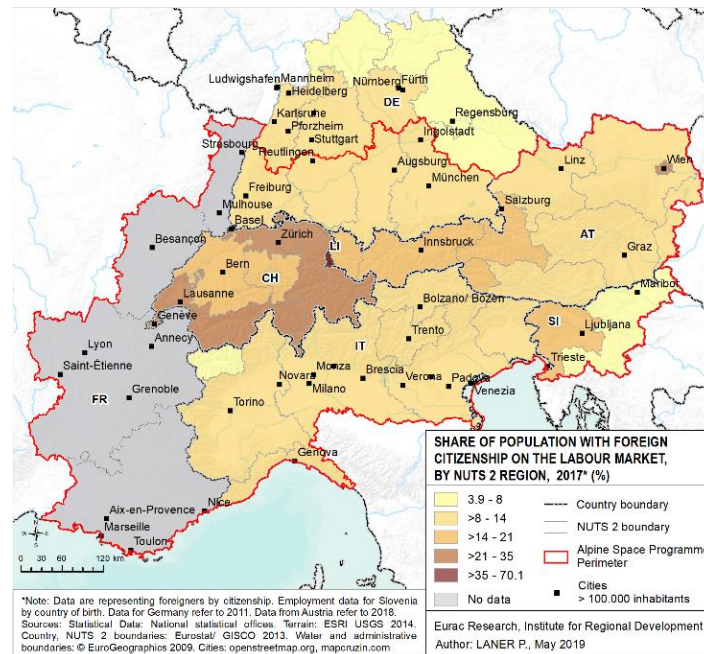 Ludwigshafen
Mannheim
Heidelberg
Nürnberg
Fürth
DE
Karlsruhe
Pforzheim
Stuttgart
Regensburg
Ingolstadt
Strasbourg
Reutlingen
Augsburg
München
Linz
Wien
Freiburg
Mulhouse
Basel
Salzburg
Besançon
Zürich
LI
Innsbruck
AT
Bern
CH
Graz
Lausanne
Maribor
Genève
Bolzano/ Bozen
SI
Ljubljana
Lyon
Annecy
Trento
Trieste
Saint-Étienne
IT
Monza
Grenoble
Novara
Milano
Brescia
Verona
Padova
Venezia
FR
Torino
Genova
Nice
Aix-en-Provence
Marseille
Toulon
N
S
0 30 60 120 km
SHARE OF POPULATION WITH FOREIGN
CITIZENSHIP ON THE LABOUR MARKET,
BY NUTS 2 REGION, 2017* (%)
3.9 - 8
>8 - 14
>14 - 21
>21 - 35
>35 - 70.1
No data
Country boundary
NUTS 2 boundary
Alpine Space Programme
Perimeter
Cities
> 100.000 inhabitants
*Note: Data are representing foreigners by citizenship. Employment data for Slovenia
by country of birth. Data for Germany refer to 2011. Data from Austria refer to 2018.
Sources: Statistical Data: National statistical offices. Terrain: ESRI USGS 2014.
Country, NUTS 2 boundaries: Eurostat/ GISCO 2013. Water and administrative
boundaries: © EuroGeographics 2009. Cities: openstreetmap.org, mapcruzin.com
Eurac Research, Institute for Regional Development
Author: LANER P., May 2019